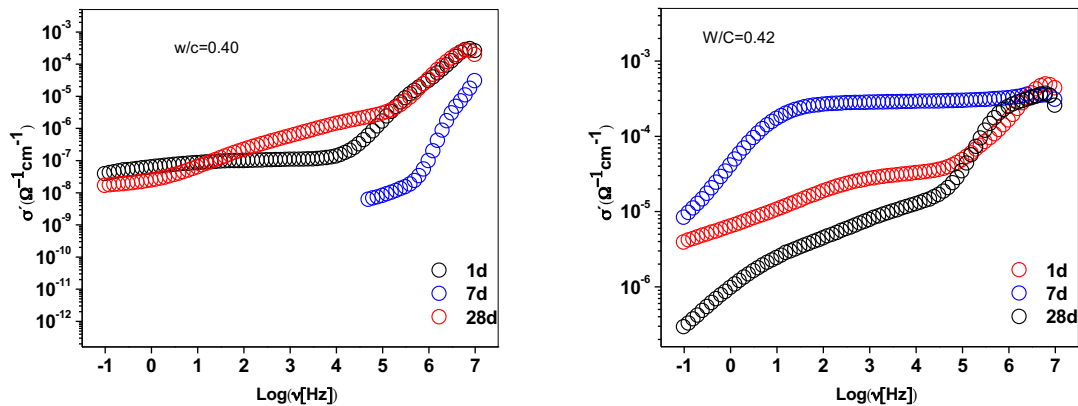 w/c=0.40
10⁻³
10⁻⁴
10⁻⁵
10⁻⁶
10⁻⁷
10⁻⁸
10⁻⁹
10⁻¹⁰
10⁻¹¹
10⁻¹²
σ′(Ω⁻¹cm⁻¹)
1d
7d
28d
-1 0 1 2 3 4 5 6 7
Log(ν[Hz])
W/C=0.42
10⁻³
10⁻⁴
10⁻⁵
10⁻⁶
σ′(Ω⁻¹cm⁻¹)
1d
7d
28d
-1 0 1 2 3 4 5 6 7
Log(ν[Hz])